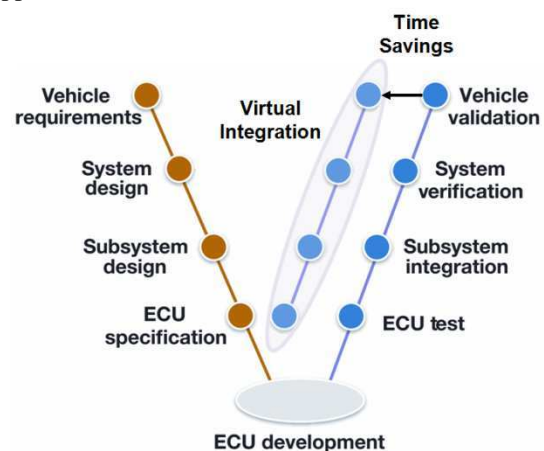 Time
Savings
Vehicle
requirements
Virtual
Integration
Vehicle
validation
System
design
System
verification
Subsystem
design
Subsystem
integration
ECU
specification
ECU test
ECU development